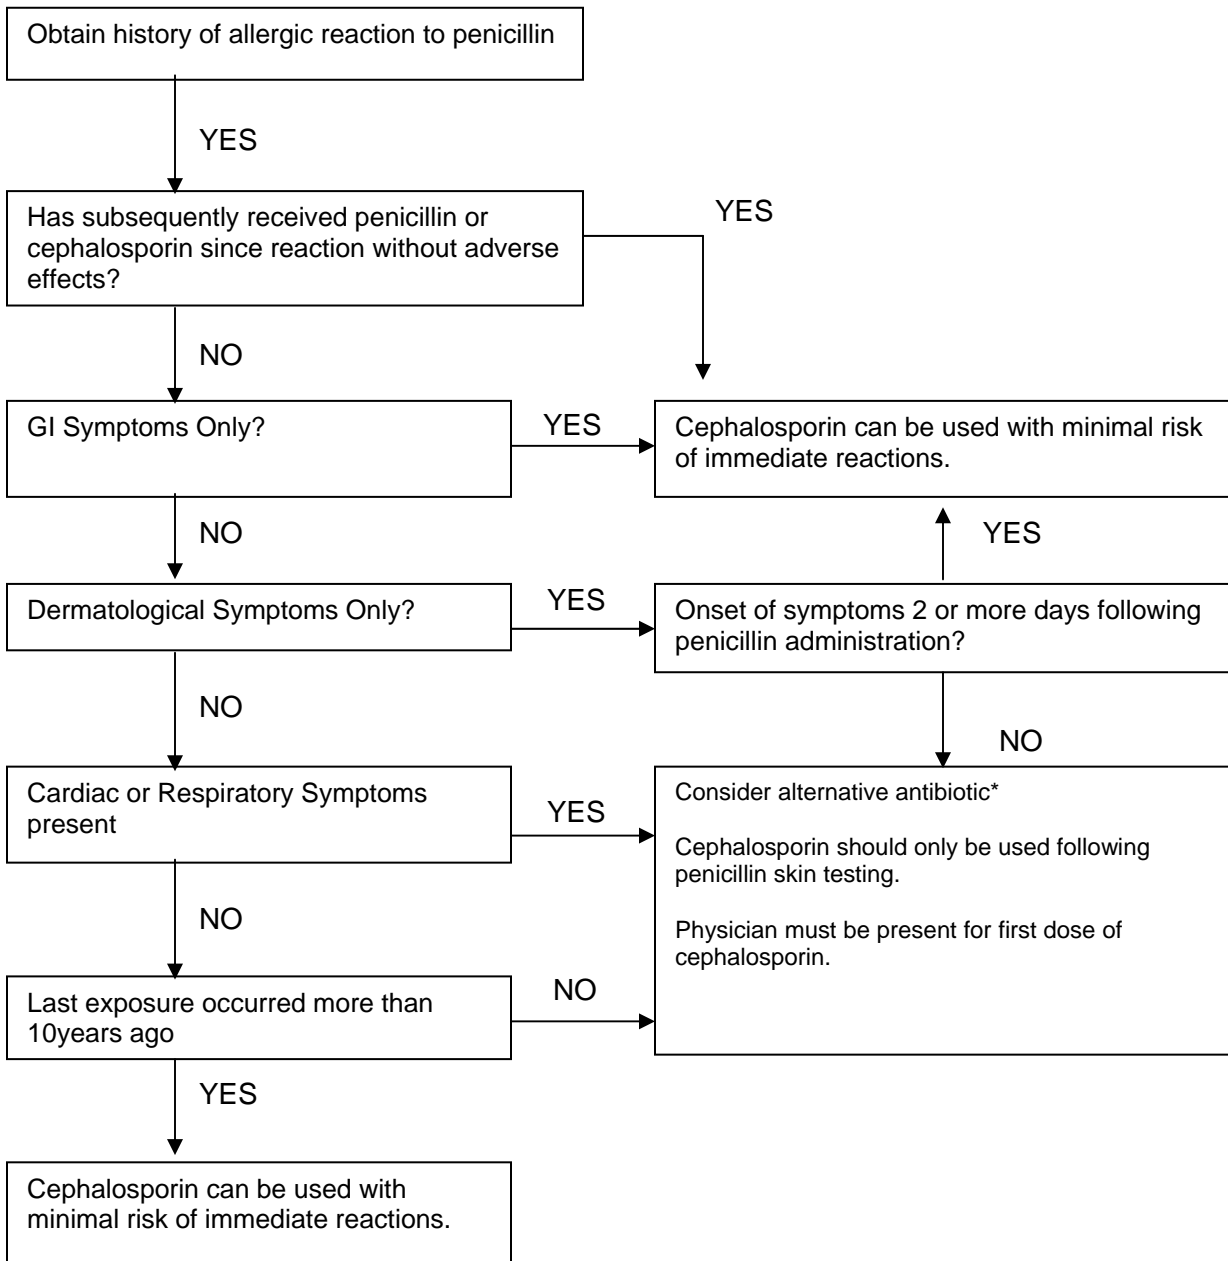 Obtain history of allergic reaction to penicillin
YES
Has subsequently received penicillin or
cephalosporin since reaction without adverse
effects?
YES
NO
GI Symptoms Only?
YES
Cephalosporin can be used with minimal risk
of immediate reactions.
NO
YES
Dermatological Symptoms Only?
YES
Onset of symptoms 2 or more days following
penicillin administration?
NO
NO
Cardiac or Respiratory Symptoms
present
YES
Consider alternative antibiotic*
Cephalosporin should only be used following
penicillin skin testing.
Physician must be present for first dose of
cephalosporin.
NO
Last exposure occurred more than
10years ago
NO
YES
Cephalosporin can be used with
minimal risk of immediate reactions.